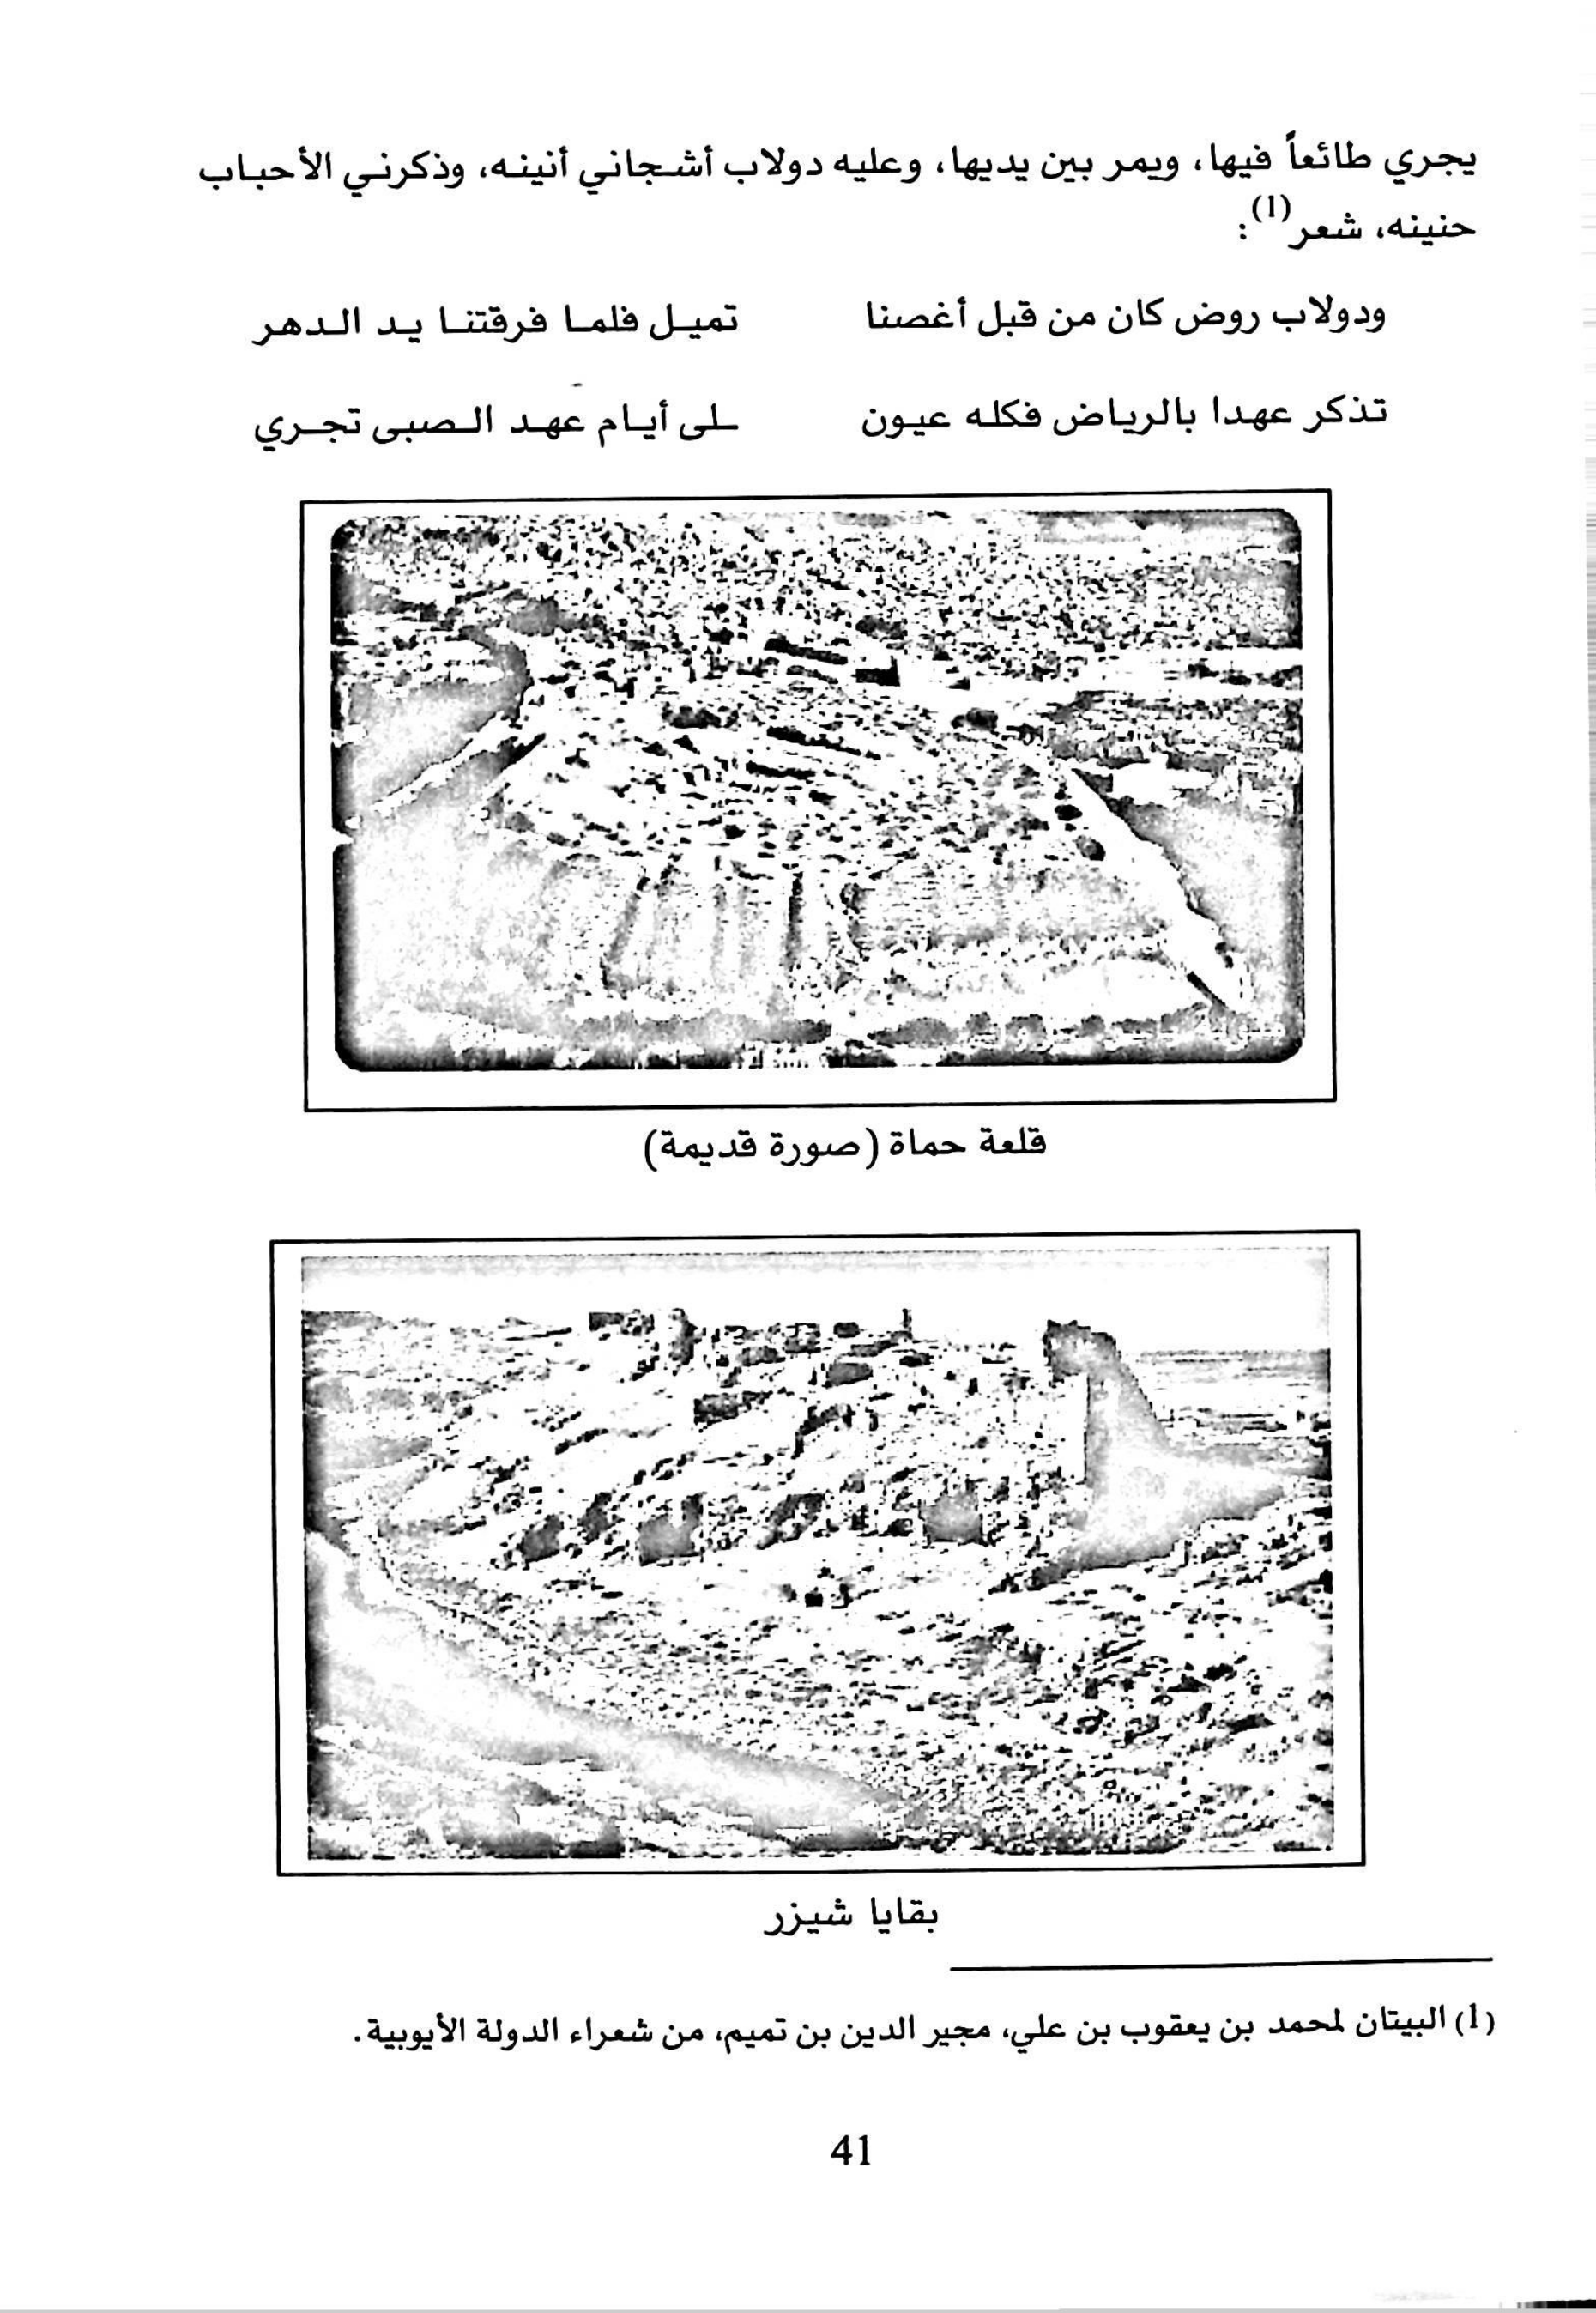 يجري طائعاً فيها، ويمر بين يديها، وعليه دولاب أشجاني أنينه، وذكرني الأحباب
حنينه، شعر(1):
ودولاب روض كان من قبل أغصنا تميل فلما فرقتنا يد الدهر
تذكر عهدا بالرياض فكله عيون لى أيام عهد الصبى تجري
قلعة حماة (صورة قديمة)
بقايا شيزر
(1) البيتان لمحمد بن يعقوب بن علي، مجير الدين بن تميم، من شعراء الدولة الأيوبية.
41